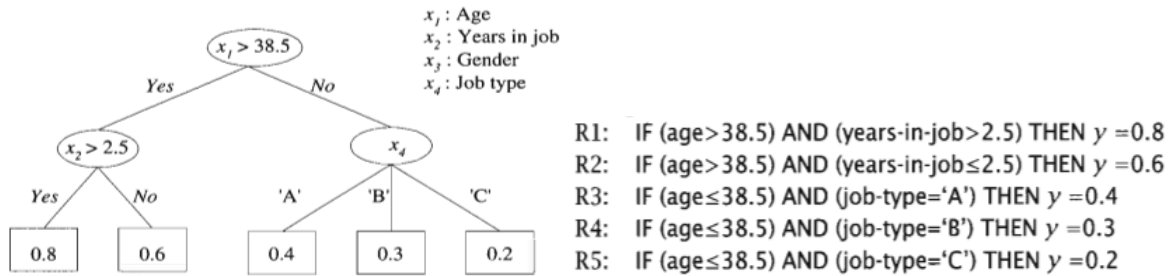 x₁ : Age
x₂ : Years in job
x₃ : Gender
x₄ : Job type
x₁ > 38.5
Yes
No
x₂ > 2.5
x₄
Yes
No
'A'
'B'
'C'
0.8
0.6
0.4
0.3
0.2
R1: IF (age>38.5) AND (years-in-job>2.5) THEN y =0.8
R2: IF (age>38.5) AND (years-in-job≤2.5) THEN y =0.6
R3: IF (age≤38.5) AND (job-type='A') THEN y =0.4
R4: IF (age≤38.5) AND (job-type='B') THEN y =0.3
R5: IF (age≤38.5) AND (job-type='C') THEN y =0.2